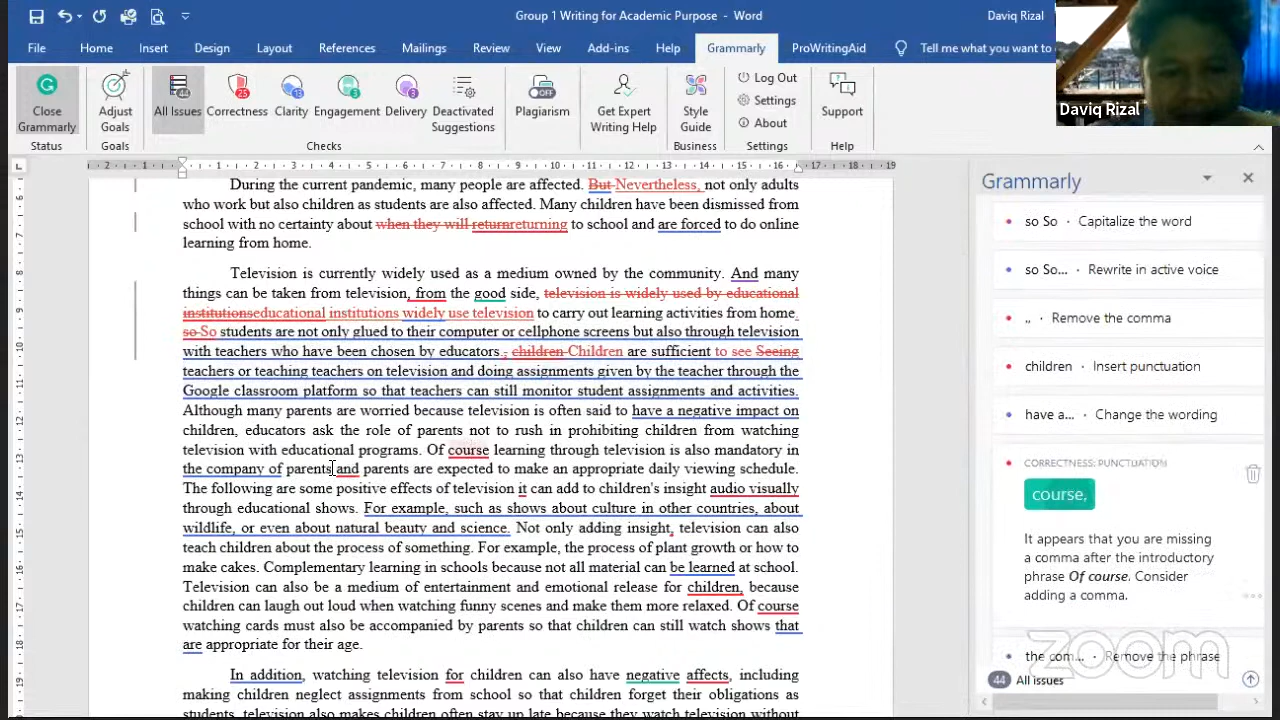 Group 1 Writing for Academic Purpose - Word
Daviq Rizal
File Home Insert Design Layout References Mailings Review View Add-ins Help Grammarly ProWritingAid Tell me what you want to
Daviq Rizal
Close Grammarly
Adjust Goals
All Issues
Correctness
Clarity
Engagement
Delivery
Deactivated Suggestions
Plagiarism
Get Expert Writing Help
Style Guide
Log Out
Settings
About
Support
Status
Goals
Checks
Business
Settings
Help
During the current pandemic, many people are affected. But Nevertheless, not only adults
who work but also children as students are also affected. Many children have been dismissed from
school with no certainty about when they will returnreturning to school and are forced to do online
learning from home.
Television is currently widely used as a medium owned by the community. And many
things can be taken from television, from the good side, television is widely used by educational
institutionseducational institutions widely use television to carry out learning activities from home.
so So students are not only glued to their computer or cellphone screens but also through television
with teachers who have been chosen by educators., children Children are sufficient to see Seeing
teachers or teaching teachers on television and doing assignments given by the teacher through the
Google classroom platform so that teachers can still monitor student assignments and activities.
Although many parents are worried because television is often said to have a negative impact on
children, educators ask the role of parents not to rush in prohibiting children from watching
television with educational programs. Of course learning through television is also mandatory in
the company of parents and parents are expected to make an appropriate daily viewing schedule.
The following are some positive effects of television it can add to children's insight audio visually
through educational shows. For example, such as shows about culture in other countries, about
wildlife, or even about natural beauty and science. Not only adding insight, television can also
teach children about the process of something. For example, the process of plant growth or how to
make cakes. Complementary learning in schools because not all material can be learned at school.
Television can also be a medium of entertainment and emotional release for children, because
children can laugh out loud when watching funny scenes and make them more relaxed. Of course
watching cards must also be accompanied by parents so that children can still watch shows that
are appropriate for their age.
In addition, watching television for children can also have negative affects, including
making children neglect assignments from school so that children forget their obligations as
students, television also makes children often stay up late because they watch television without
Grammarly
so So · Capitalize the word
so So... · Rewrite in active voice
., · Remove the comma
children · Insert punctuation
have a... · Change the wording
CORRECTNESS: PUNCTUATION
course,
It appears that you are missing
a comma after the introductory
phrase Of course. Consider
adding a comma.
the com... · Remove the phrase
44 All issues
zoom